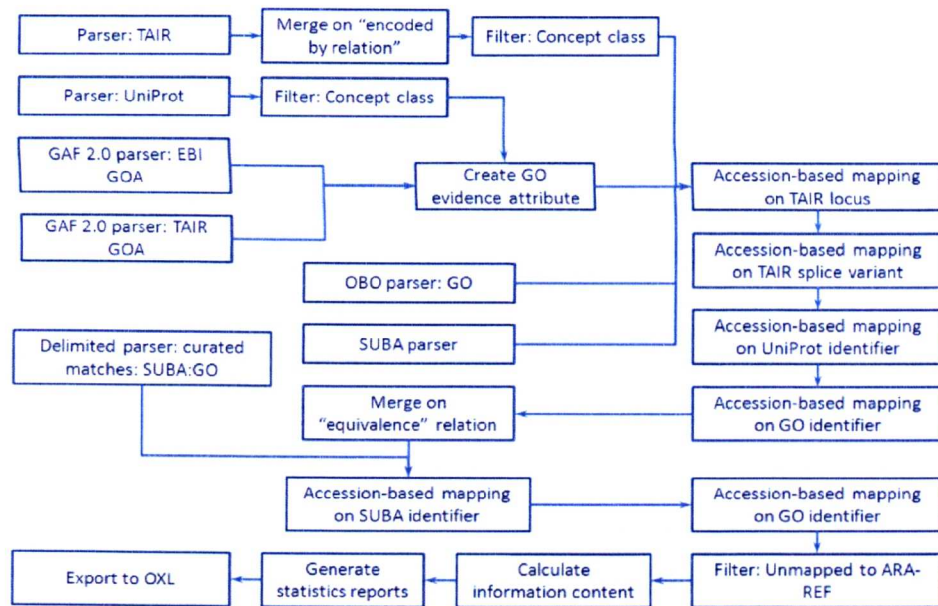 Parser: TAIR
Merge on “encoded
by relation”
Filter: Concept class
Parser: UniProt
Filter: Concept class
GAF 2.0 parser: EBI
GOA
Create GO
evidence attribute
Accession-based mapping
on TAIR locus
GAF 2.0 parser: TAIR
GOA
Accession-based mapping
on TAIR splice variant
OBO parser: GO
SUBA parser
Accession-based mapping
on UniProt identifier
Delimited parser: curated
matches: SUBA:GO
Merge on
“equivalence” relation
Accession-based mapping
on GO identifier
Accession-based mapping
on SUBA identifier
Accession-based mapping
on GO identifier
Export to OXL
Generate
statistics reports
Calculate
information content
Filter: Unmapped to ARA-
REF